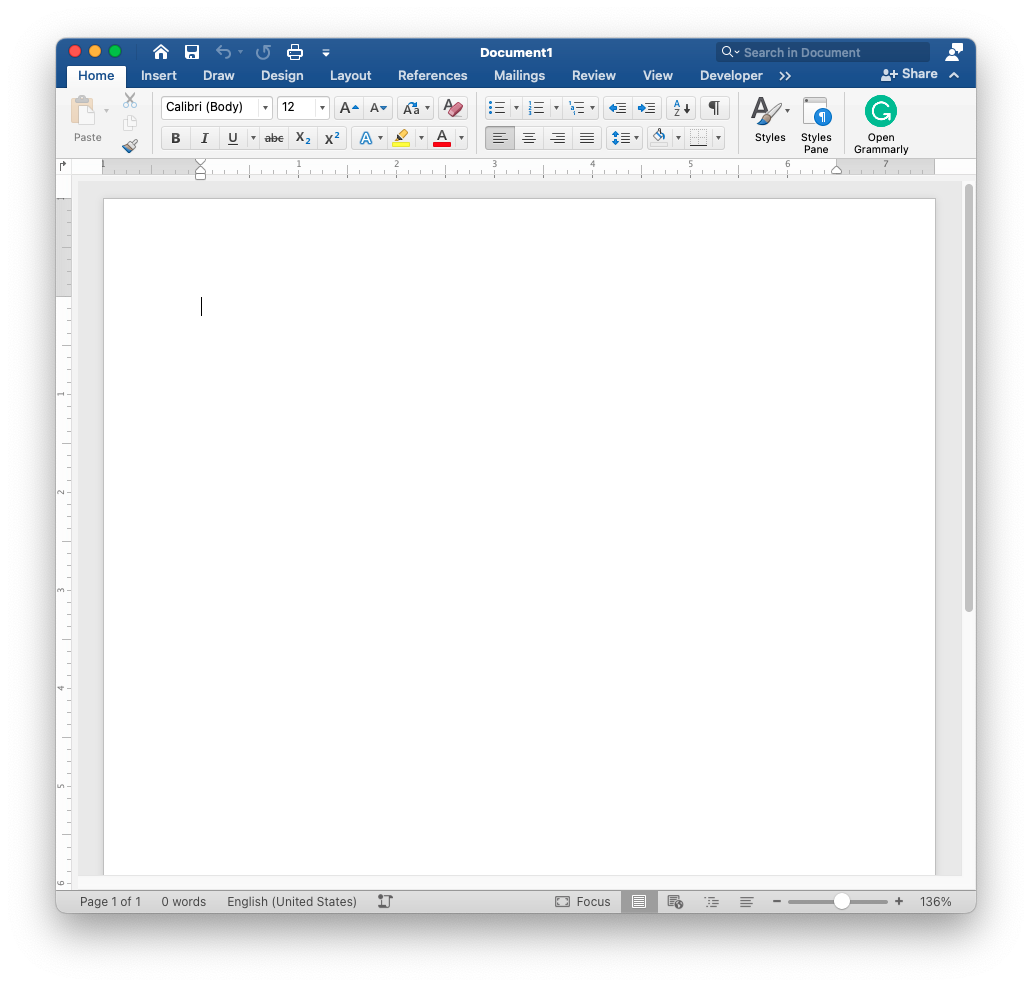 Document1
Search in Document
Home Insert Draw Design Layout References Mailings Review View Developer >> Share
Calibri (Body) 12
Paste
Styles
Styles Pane
Open Grammarly
B I U abc X2 X2 A A
1 1 2 3 4 5 6 7
1
1
2
3
4
5
6
Page 1 of 1 0 words English (United States) Focus 136%